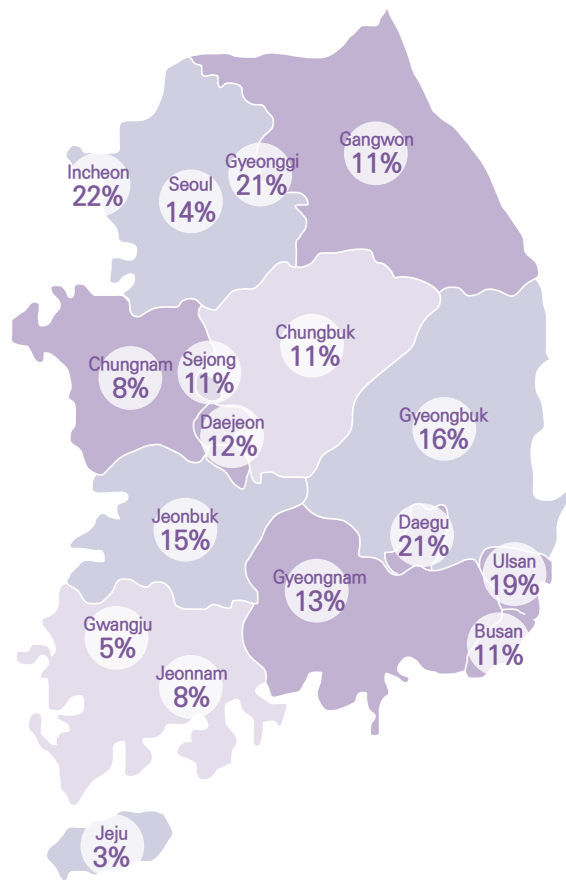 Gangwon
11%
Incheon
22%
Seoul
14%
Gyeonggi
21%
Chungnam
8%
Sejong
11%
Chungbuk
11%
Daejeon
12%
Gyeongbuk
16%
Jeonbuk
15%
Daegu
21%
Ulsan
19%
Gyeongnam
13%
Busan
11%
Gwangju
5%
Jeonnam
8%
Jeju
3%